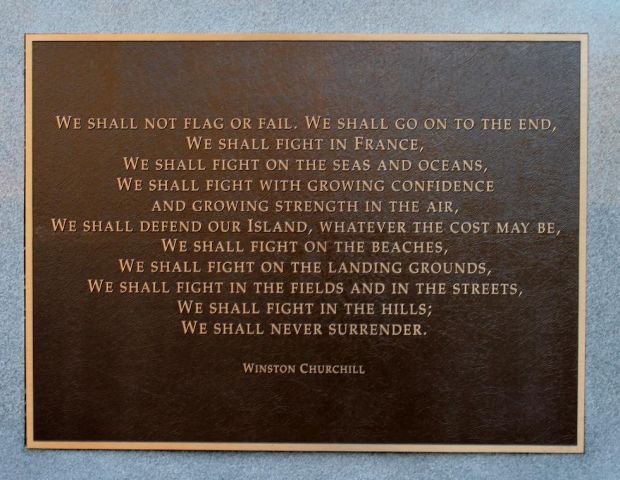 We shall not flag or fail. We shall go on to the end,
We shall fight in France,
We shall fight on the seas and oceans,
We shall fight with growing confidence
and growing strength in the air,
We shall defend our Island, whatever the cost may be,
We shall fight on the beaches,
We shall fight on the landing grounds,
We shall fight in the fields and in the streets,
We shall fight in the hills;
We shall never surrender.
Winston Churchill